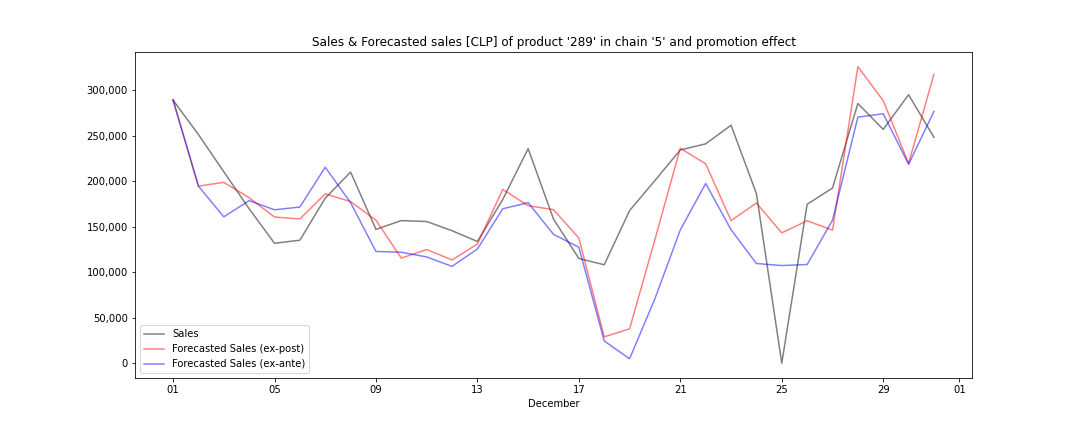 Sales & Forecasted sales [CLP] of product '289' in chain '5' and promotion effect
300,000
250,000
200,000
150,000
100,000
50,000
0
Sales
Forecasted Sales (ex-post)
Forecasted Sales (ex-ante)
01 05 09 13 17 21 25 29 01
December